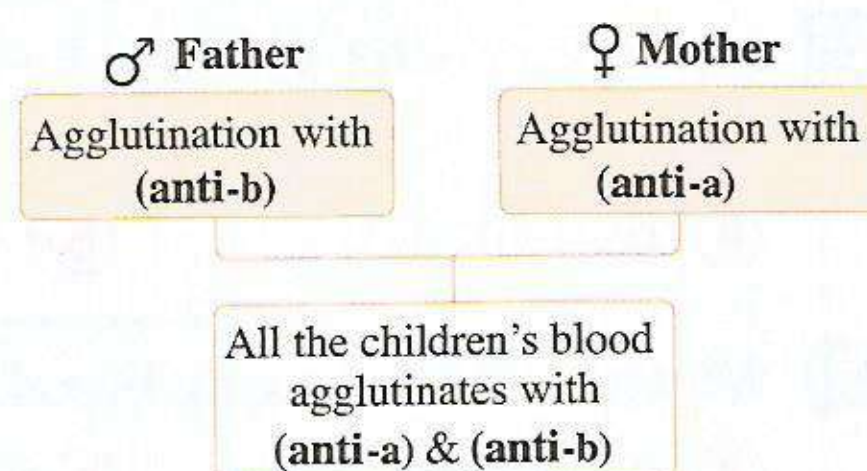 ♂ Father
♀ Mother
Agglutination with
(anti-b)
Agglutination with
(anti-a)
All the children's blood
agglutinates with
(anti-a) & (anti-b)